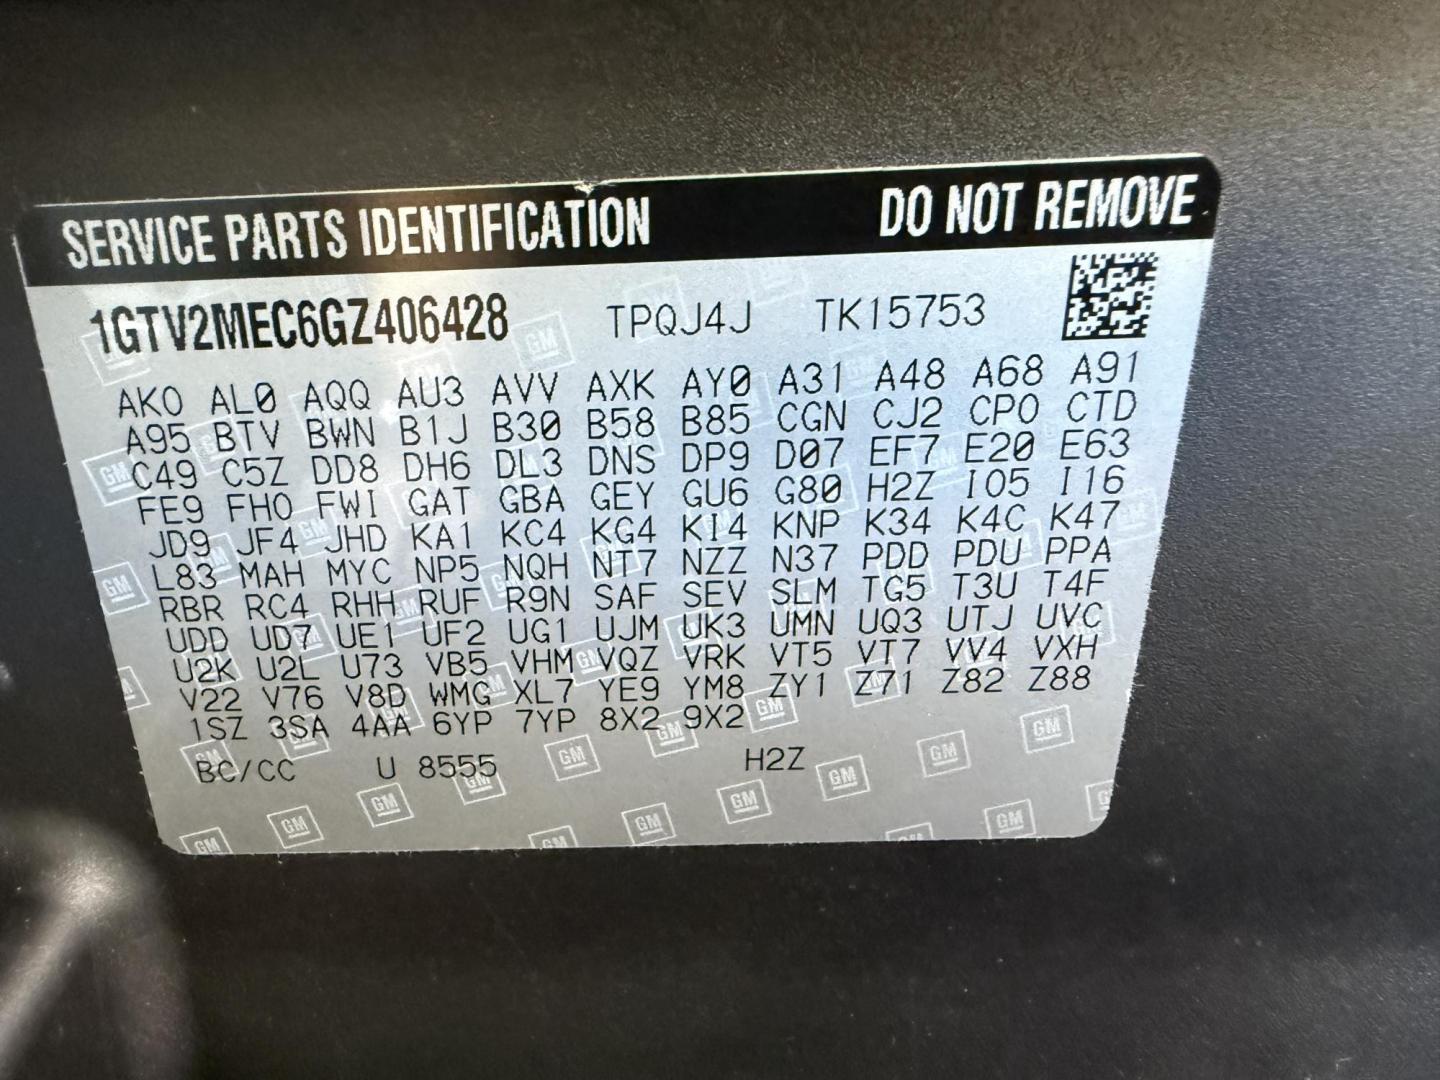 SERVICE PARTS IDENTIFICATION DO NOT REMOVE
1GTV2MEC6GZ406428 TPQJ4J TK15753
AKO AL0 AQQ AU3 AVV AXK AY0 A31 A48 A68 A91
A95 BTV BWN B1J B30 B58 B85 CGN CJ2 CPO CTD
C49 C5Z DD8 DH6 DL3 DNS DP9 D07 EF7 E20 E63
FE9 FHO FWI GAT GBA GEY GU6 G80 H2Z I05 I16
JD9 JF4 JHD KA1 KC4 KG4 KI4 KNP K34 K4C K47
L83 MAH MYC NP5 NQH NT7 NZZ N37 PDD PDU PPA
RBR RC4 RHH RUF R9N SAF SEV SLM TG5 T3U T4F
UDD UD7 UE1 UF2 UG1 UJM UK3 UMN UQ3 UTJ UVC
U2K U2L U73 VB5 VHM VQZ VRK VT5 VT7 VV4 VXH
V22 V76 V8D WMG XL7 YE9 YM8 ZY1 Z71 Z82 Z88
1SZ 3SA 4AA 6YP 7YP 8X2 9X2
BC/CC U 8555 H2Z